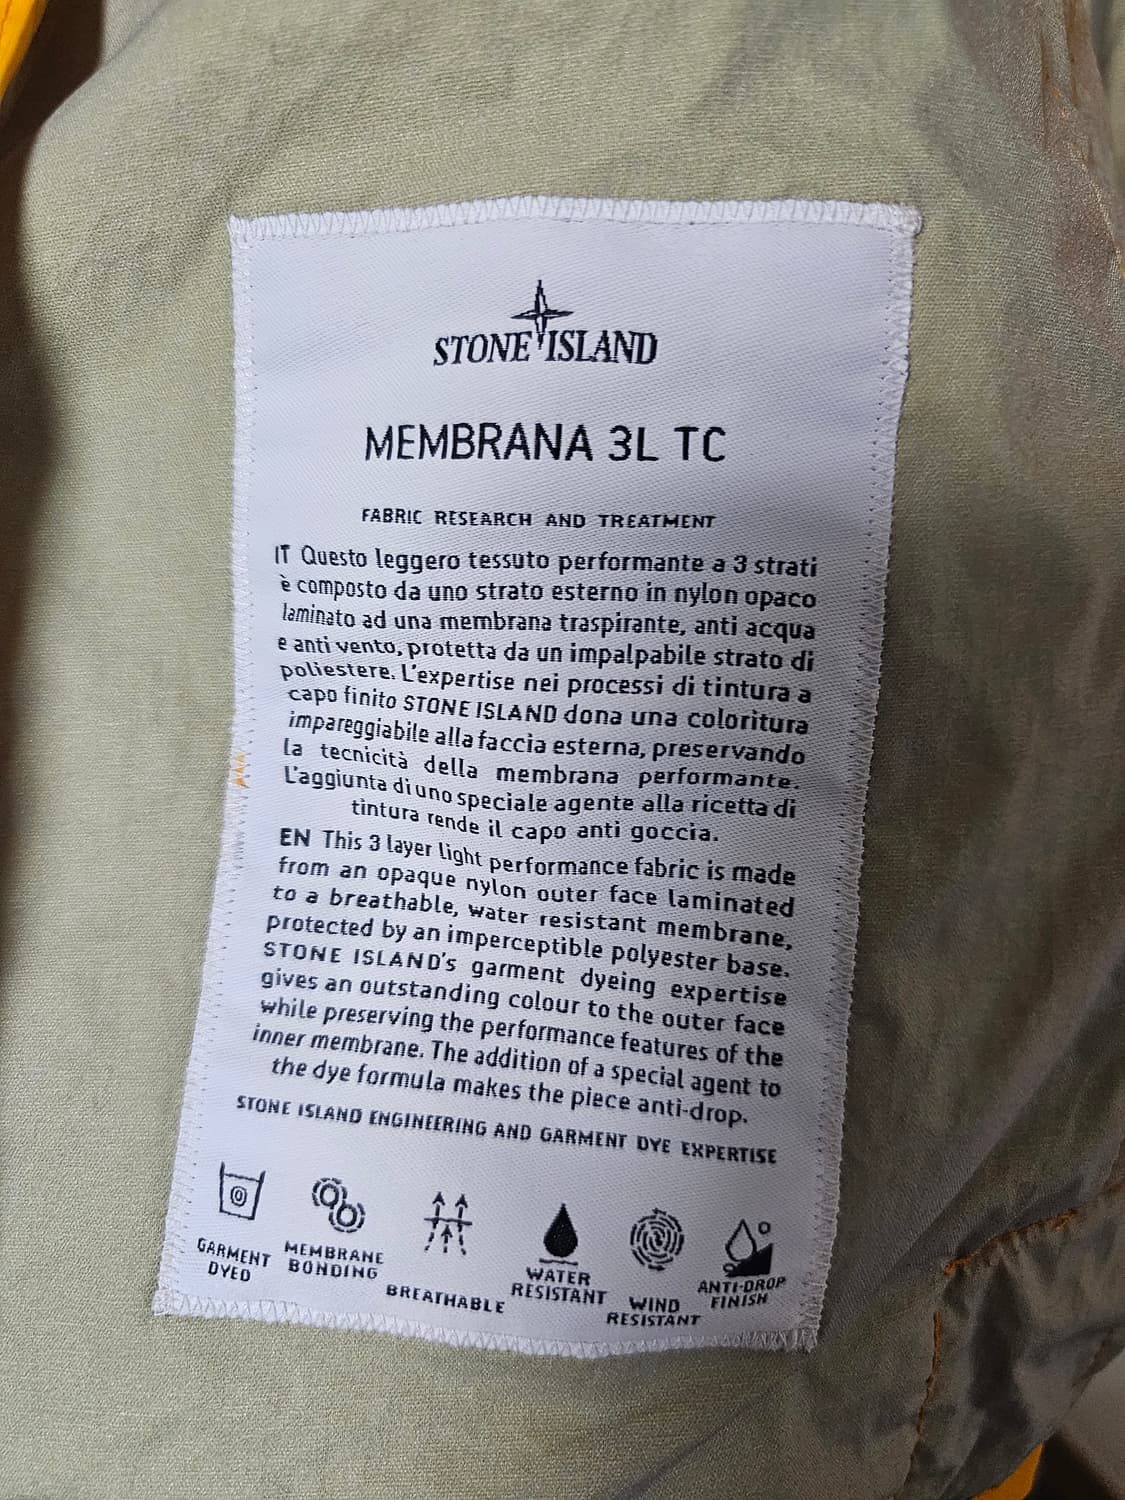 STONE ISLAND
MEMBRANA 3L TC
FABRIC RESEARCH AND TREATMENT
IT Questo leggero tessuto performante a 3 strati
è composto da uno strato esterno in nylon opaco
laminato ad una membrana traspirante, anti acqua
e anti vento, protetta da un impalpabile strato di
poliestere. L'expertise nei processi di tintura a
capo finito STONE ISLAND dona una coloritura
impareggiabile alla faccia esterna, preservando
la tecnicità della membrana performante.
L'aggiunta di uno speciale agente alla ricetta di
tintura rende il capo anti goccia.
EN This 3 layer light performance fabric is made
from an opaque nylon outer face laminated
to a breathable, water resistant membrane,
protected by an imperceptible polyester base.
STONE ISLAND's garment dyeing expertise
gives an outstanding colour to the outer face
while preserving the performance features of the
inner membrane. The addition of a special agent to
the dye formula makes the piece anti-drop.
STONE ISLAND ENGINEERING AND GARMENT DYE EXPERTISE
GARMENT
DYED
MEMBRANE
BONDING
BREATHABLE
WATER
RESISTANT
WIND
RESISTANT
ANTI-DROP
FINISH